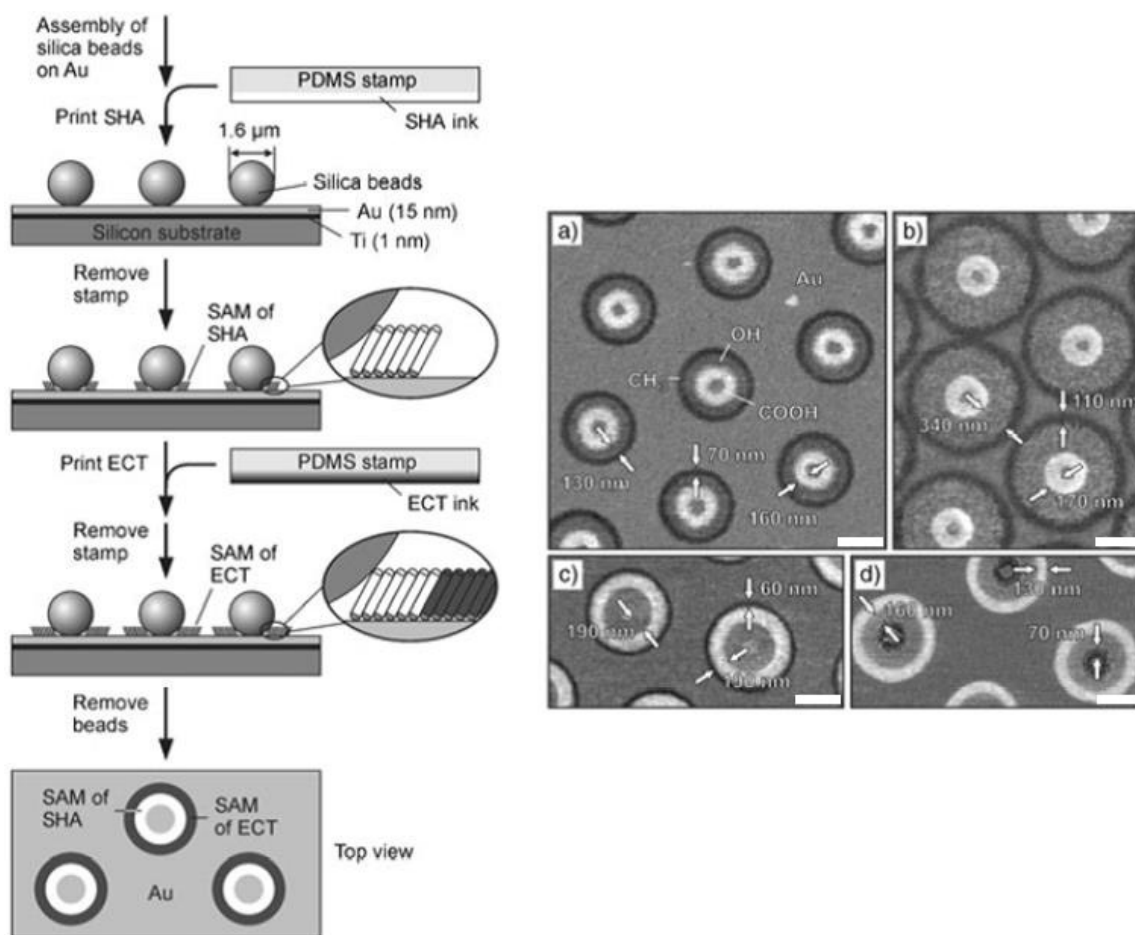 Assembly of
silica beads
on Au
PDMS stamp
Print SHA
SHA ink
1.6 μm
Silica beads
Au (15 nm)
Silicon substrate
Ti (1 nm)
Remove
stamp
SAM of
SHA
Print ECT
PDMS stamp
ECT ink
Remove
stamp
SAM of
ECT
Remove
beads
SAM of
SHA
SAM
of ECT
Au
Top view
a)
Au
OH
CH,
COOH
70 nm
130 nm
160 nm
b)
110 nm
340 nm
170 nm
c)
60 nm
190 nm
d)
130 nm
160 nm
70 nm